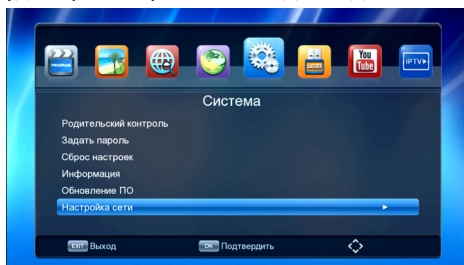 PROGRAM
USB
You
Tube
IPTV
Система
Родительский контроль
Задать пароль
Сброс настроек
Информация
Обновление ПО
Настройка сети
EXIT Выход
OK Подтвердить